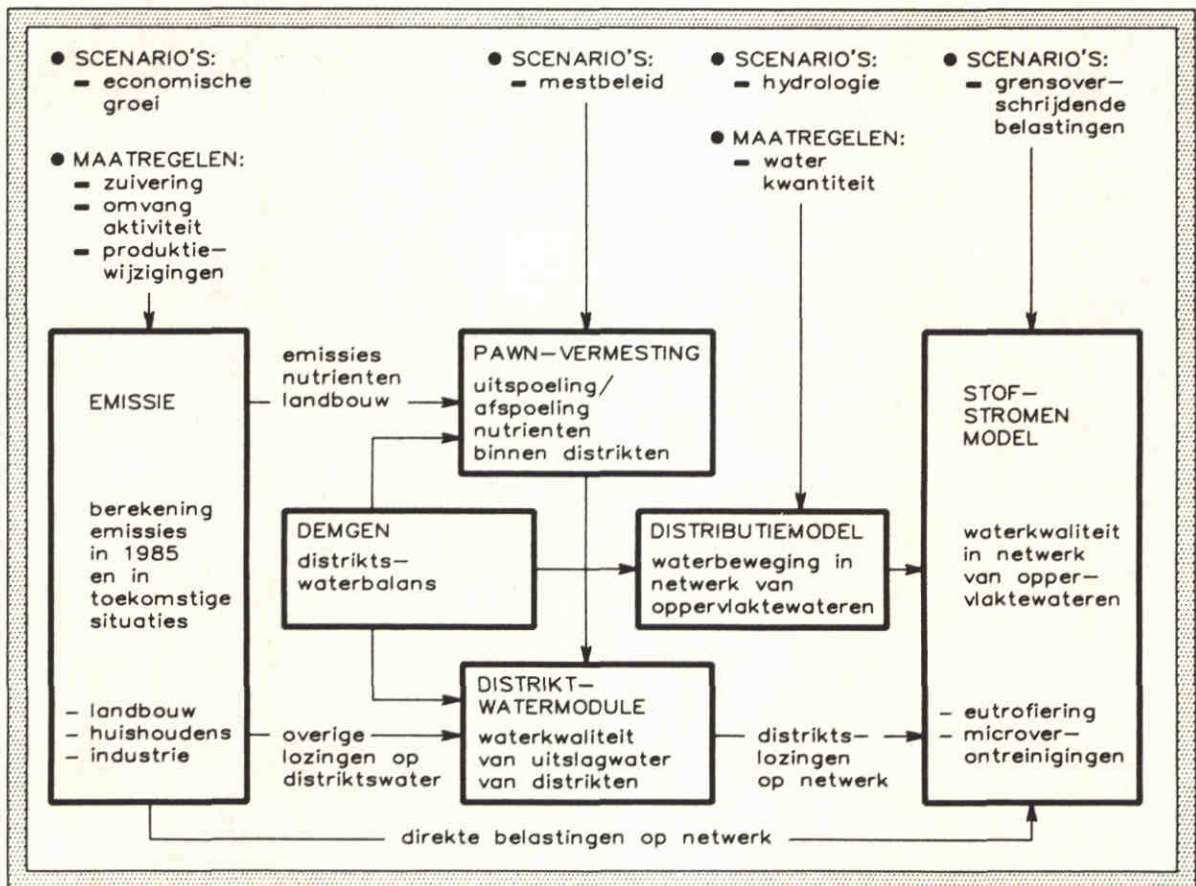 ● SCENARIO'S:
– economische
groei
● MAATREGELEN:
– zuivering
– omvang
aktiviteit
– produktie–
wijzigingen
● SCENARIO'S:
– mestbeleid
● SCENARIO'S:
– hydrologie
● MAATREGELEN:
– water
kwantiteit
● SCENARIO'S:
– grensover–
schrijdende
belastingen
EMISSIE
berekening
emissies
in 1985
en in
toekomstige
situaties
– landbouw
– huishoudens
– industrie
emissies
nutrienten
landbouw
PAWN–VERMESTING
uitspoeling/
afspoeling
nutrienten
binnen distrikten
DEMGEN
distrikts–
waterbalans
DISTRIBUTIEMODEL
waterbeweging in
netwerk van
oppervlaktewateren
overige
lozingen op
distriktswater
DISTRIKT–
WATERMODULE
waterkwaliteit
van uitslagwater
van distrikten
distrikts–
lozingen
op netwerk
STOF–
STROMEN
MODEL
waterkwaliteit
in netwerk
van opper–
vlaktewateren
– eutrofiering
– microver–
ontreinigingen
direkte belastingen op netwerk